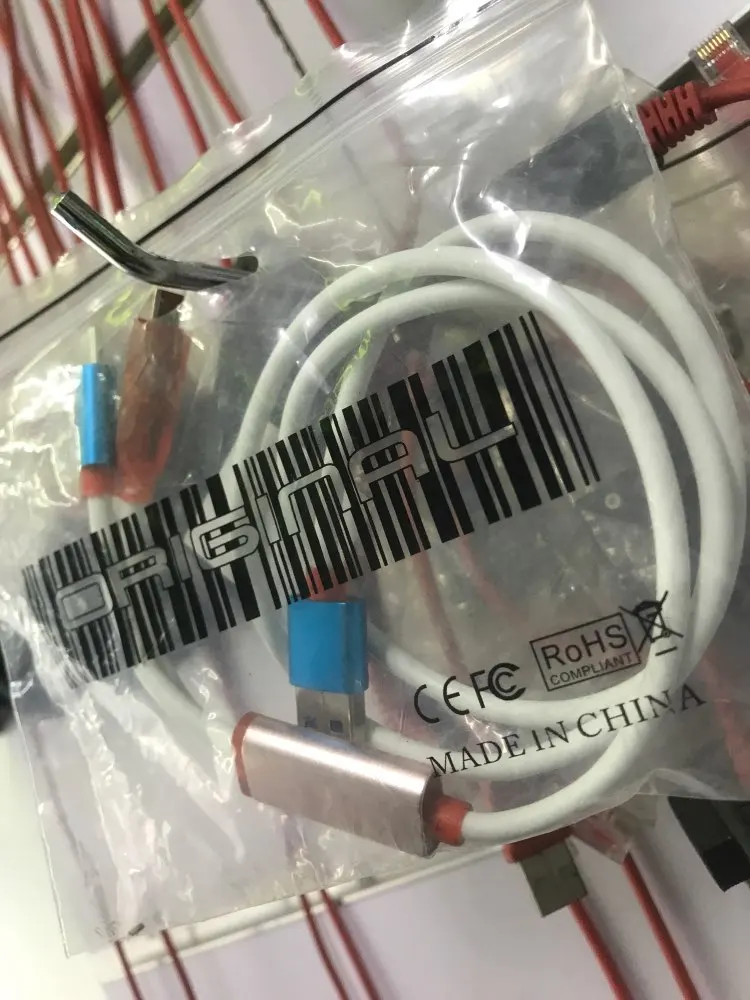 ORIGINAL
CE FC RoHS
COMPLIANT
MADE IN CHINA